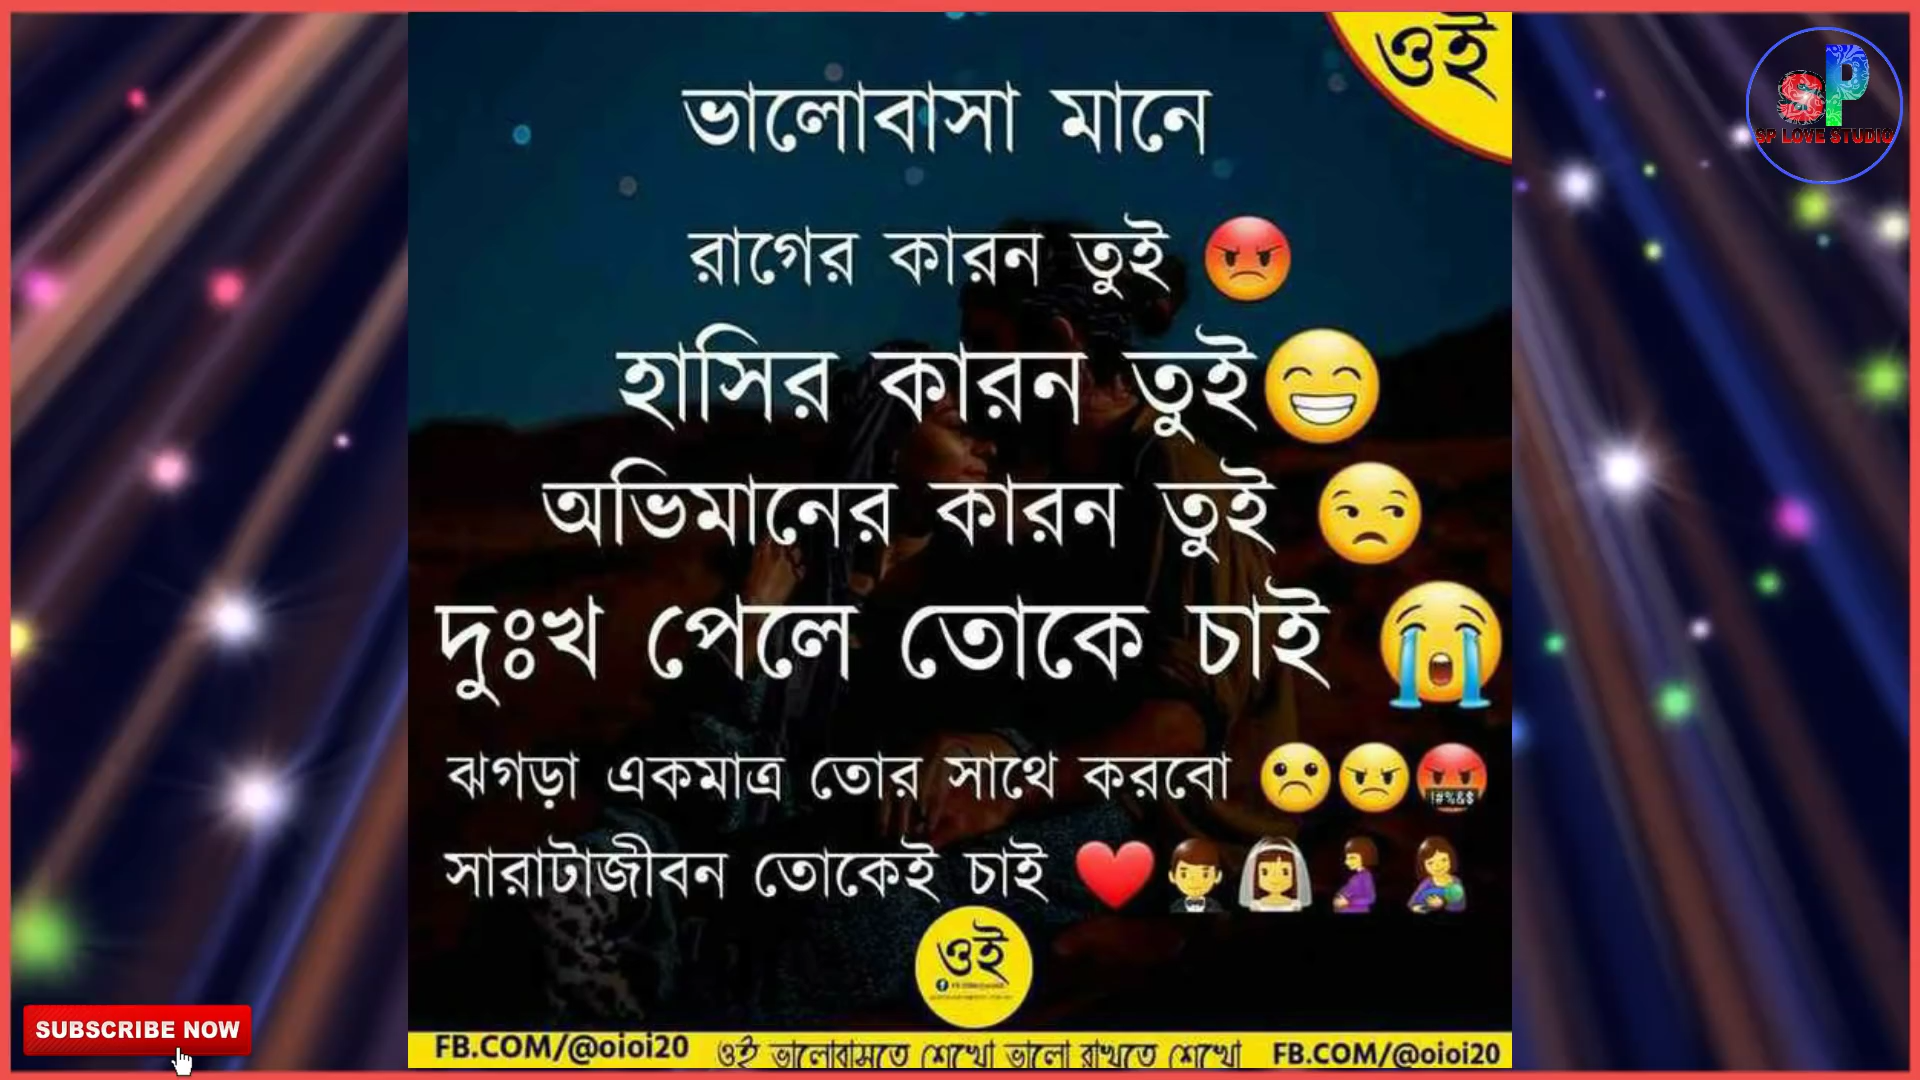 ওই
SP
SP LOVE STUDIO
ভালোবাসা মানে
রাগের কারন তুই 😡
হাসির কারন তুই😁
অভিমানের কারন তুই 😒
দুঃখ পেলে তোকে চাই 😭
ঝগড়া একমাত্র তোর সাথে করবো 🙁😠🤬
সারাটাজীবন তোকেই চাই ❤️🤵👰🤰🤱
ওই
SUBSCRIBE NOW
FB.COM/@oioi20 ওই ভালোবাসতে শেখো ভালো রাখতে শেখো FB.COM/@oioi20